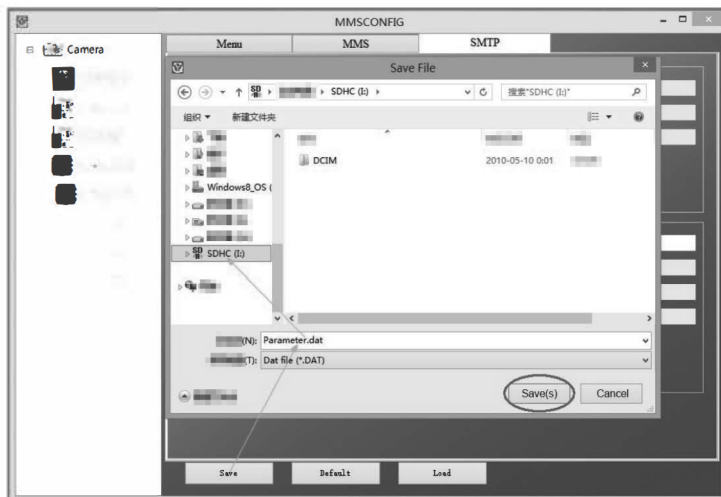 MMSCONFIG
Camera
Menu
MMS
SMTP
Save File
SDHC (I:)
搜索"SDHC (I:)"
组织
新建文件夹
DCIM
2010-05-10 0:01
Windows8_OS (
SDHC (I:)
(N):
Parameter.dat
(T):
Dat file (*.DAT)
Save(s)
Cancel
Save
Default
Load